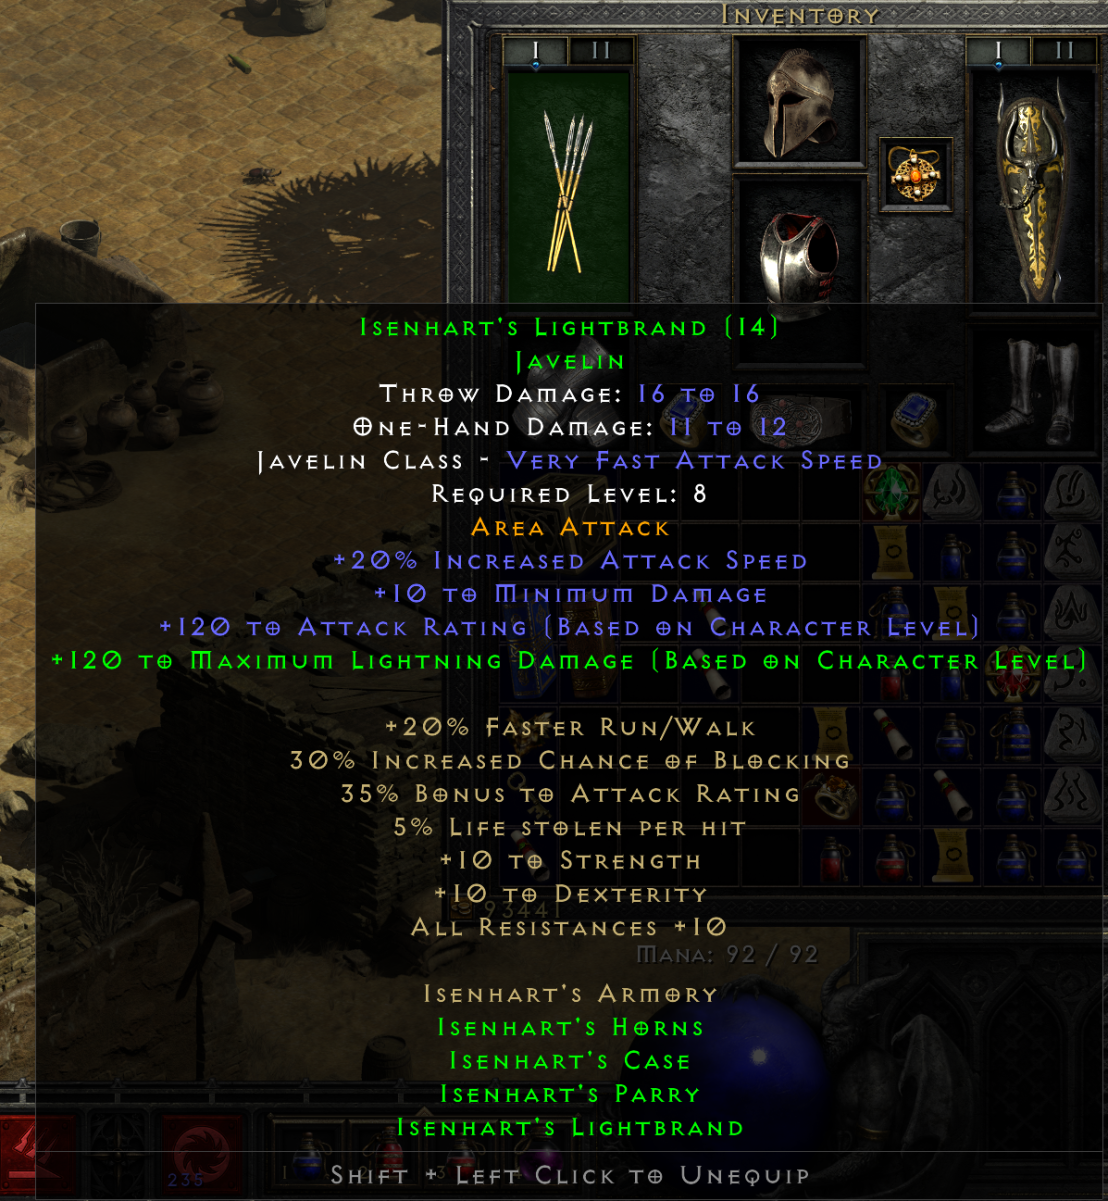 Inventory
I II
I II
Isenhart's Lightbrand (14)
Javelin
Throw Damage: 16 to 16
One-Hand Damage: 11 to 12
Javelin Class - Very Fast Attack Speed
Required Level: 8
Area Attack
+20% Increased Attack Speed
+10 to Minimum Damage
+120 to Attack Rating (Based on Character Level)
+120 to Maximum Lightning Damage (Based on Character Level)
+20% Faster Run/Walk
30% Increased Chance of Blocking
35% Bonus to Attack Rating
5% Life stolen per hit
+10 to Strength
+10 to Dexterity
All Resistances +10
93441
Mana: 92 / 92
Isenhart's Armory
Isenhart's Horns
Isenhart's Case
Isenhart's Parry
Isenhart's Lightbrand
235
1
3
Shift + Left Click to Unequip